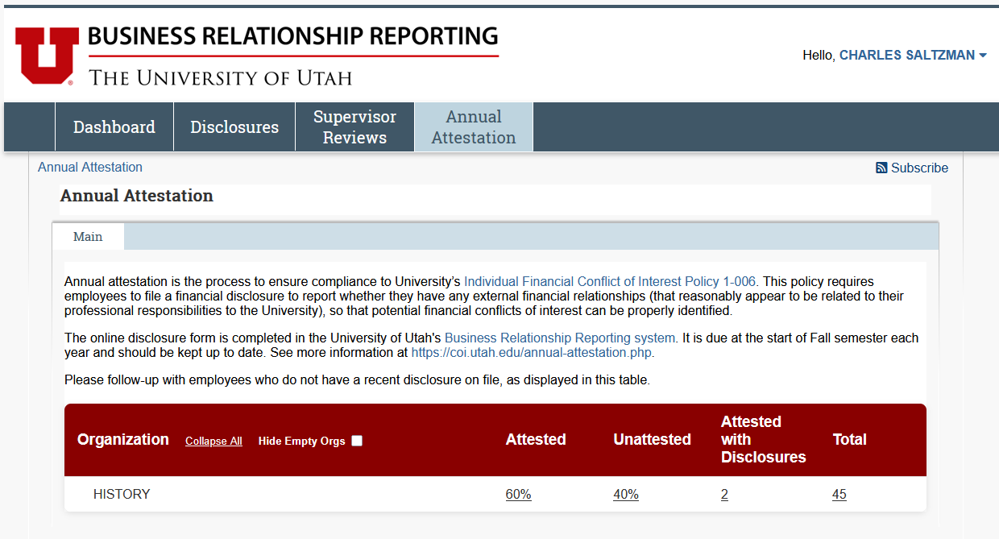 BUSINESS RELATIONSHIP REPORTING
THE UNIVERSITY OF UTAH
Hello, CHARLES SALTZMAN
Dashboard
Disclosures
Supervisor
Reviews
Annual
Attestation
Annual Attestation
Subscribe
Annual Attestation
Main
Annual attestation is the process to ensure compliance to University’s Individual Financial Conflict of Interest Policy 1-006. This policy requires
employees to file a financial disclosure to report whether they have any external financial relationships (that reasonably appear to be related to their
professional responsibilities to the University), so that potential financial conflicts of interest can be properly identified.
The online disclosure form is completed in the University of Utah's Business Relationship Reporting system. It is due at the start of Fall semester each
year and should be kept up to date. See more information at https://coi.utah.edu/annual-attestation.php.
Please follow-up with employees who do not have a recent disclosure on file, as displayed in this table.
Organization Collapse All Hide Empty Orgs Attested Unattested
Attested
with
Disclosures
Total
HISTORY 60% 40% 2 45